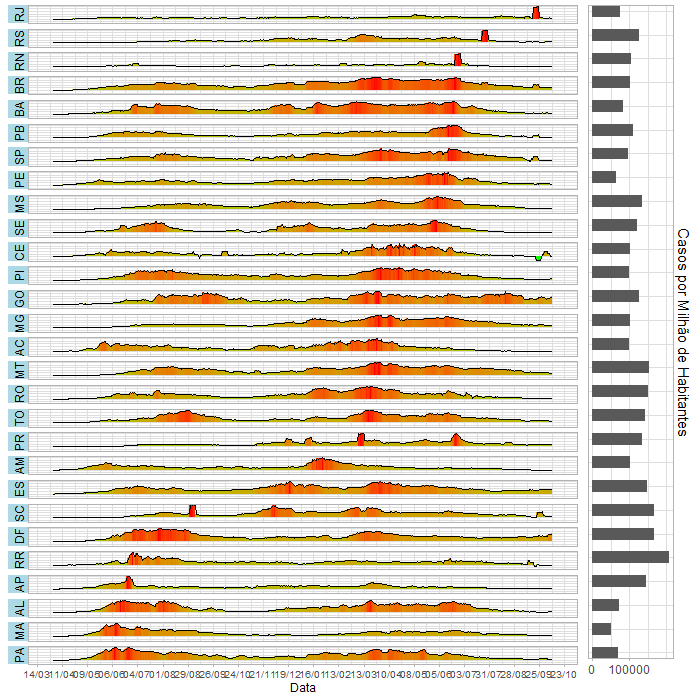 RJ
RS
RN
BR
BA
PB
SP
PE
MS
SE
CE
PI
GO
MG
AC
MT
RO
TO
PR
AM
ES
SC
DF
RR
AP
AL
MA
PA
14/03 11/04 09/05 06/06 04/07 01/08 29/08 26/09 24/10 21/11 19/12 16/01 13/02 13/03 10/04 08/05 05/06 03/07 31/07 28/08 25/09 23/10
Data
0 100000
Casos por Milhão de Habitantes